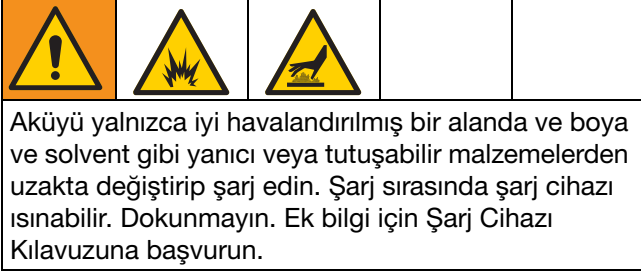 Aküyü yalnızca iyi havalandırılmış bir alanda ve boya
ve solvent gibi yanıcı veya tutuşabilir malzemelerden
uzakta değiştirip şarj edin. Şarj sırasında şarj cihazı
ısınabilir. Dokunmayın. Ek bilgi için Şarj Cihazı
Kılavuzuna başvurun.